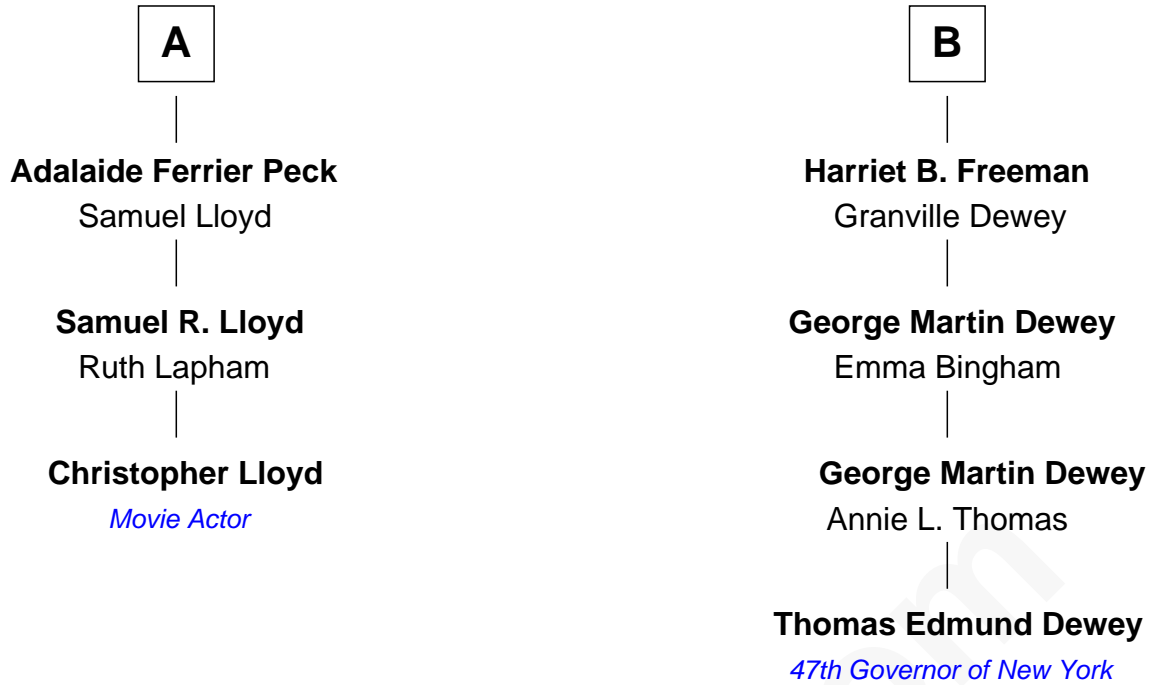 A
Adalaide Ferrier Peck
Samuel Lloyd
Samuel R. Lloyd
Ruth Lapham
Christopher Lloyd
Movie Actor
B
Harriet B. Freeman
Granville Dewey
George Martin Dewey
Emma Bingham
George Martin Dewey
Annie L. Thomas
Thomas Edmund Dewey
47th Governor of New York